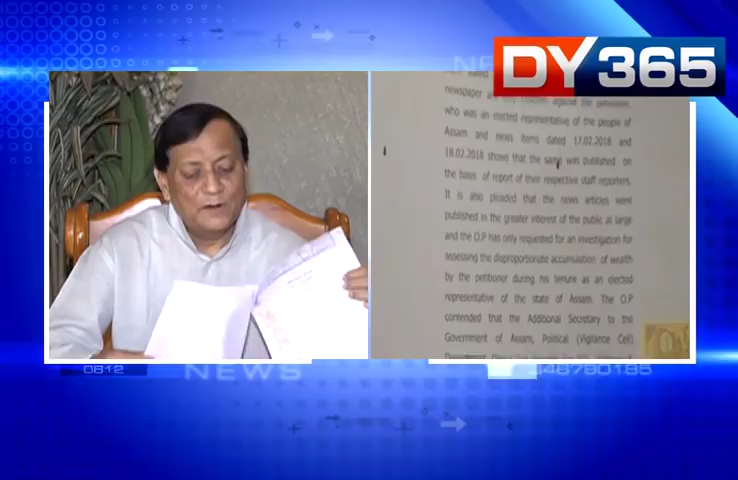 DY365
newspaper are against the petitioner,
who was an elected representative of the people of
Assam and news items dated 17.02.2018 and
18.02.2018 shows that the same was published on
the basis of report of their respective staff reporters.
It is also pleaded that the news articles were
published in the greater interest of the public at large
and the O.P has only requested for an investigation for
assessing the disproportionate accumulation of wealth
by the petitioner during his tenure as an elected
representative of the state of Assam. The O.P
contended that the Additional Secretary to the
Government of Assam, Political (Vigilance Cell)
NEWS